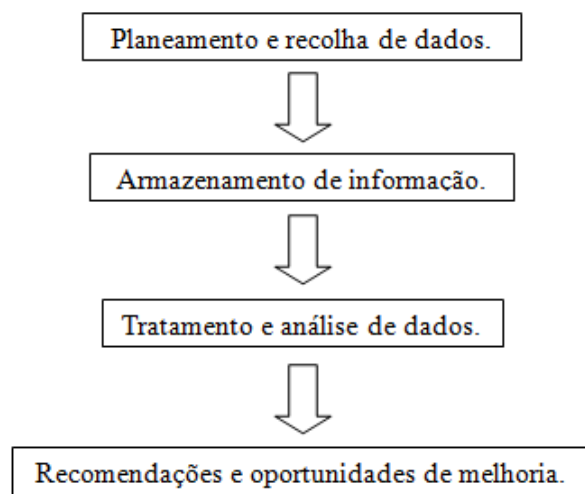 Planeamento e recolha de dados.
Armazenamento de informação.
Tratamento e análise de dados.
Recomendações e oportunidades de melhoria.